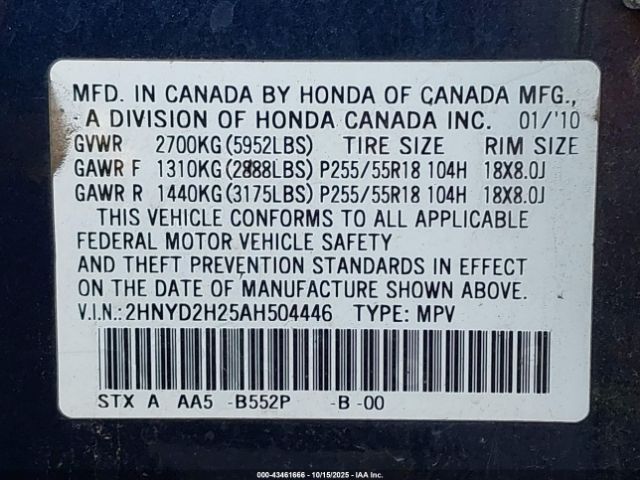 MFD. IN CANADA BY HONDA OF CANADA MFG.,
A DIVISION OF HONDA CANADA INC. 01/'10
GVWR 2700KG(5952LBS) TIRE SIZE RIM SIZE
GAWR F 1310KG(2888LBS) P255/55R18 104H 18X8.0J
GAWR R 1440KG(3175LBS) P255/55R18 104H 18X8.0J
THIS VEHICLE CONFORMS TO ALL APPLICABLE
FEDERAL MOTOR VEHICLE SAFETY
AND THEFT PREVENTION STANDARDS IN EFFECT
ON THE DATE OF MANUFACTURE SHOWN ABOVE.
V.I.N.: 2HNYD2H25AH504446 TYPE: MPV
STX A AA5 -B552P -B -00
000-43461666 - 10/15/2025 - IAA Inc.